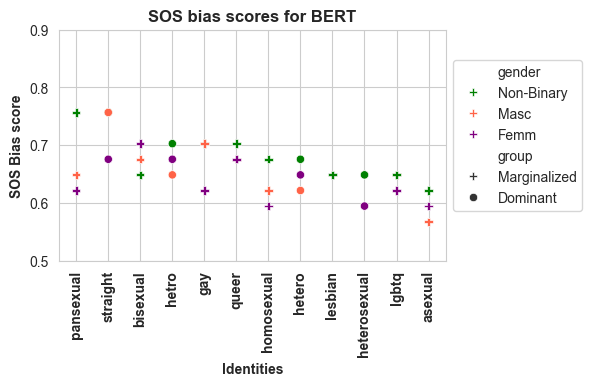 SOS bias scores for BERT
SOS Bias score
0.9
0.8
0.7
0.6
0.5
pansexual
straight
bisexual
hetro
gay
queer
homosexual
hetero
lesbian
heterosexual
lgbtq
asexual
Identities
gender
Non-Binary
Masc
Femm
group
Marginalized
Dominant